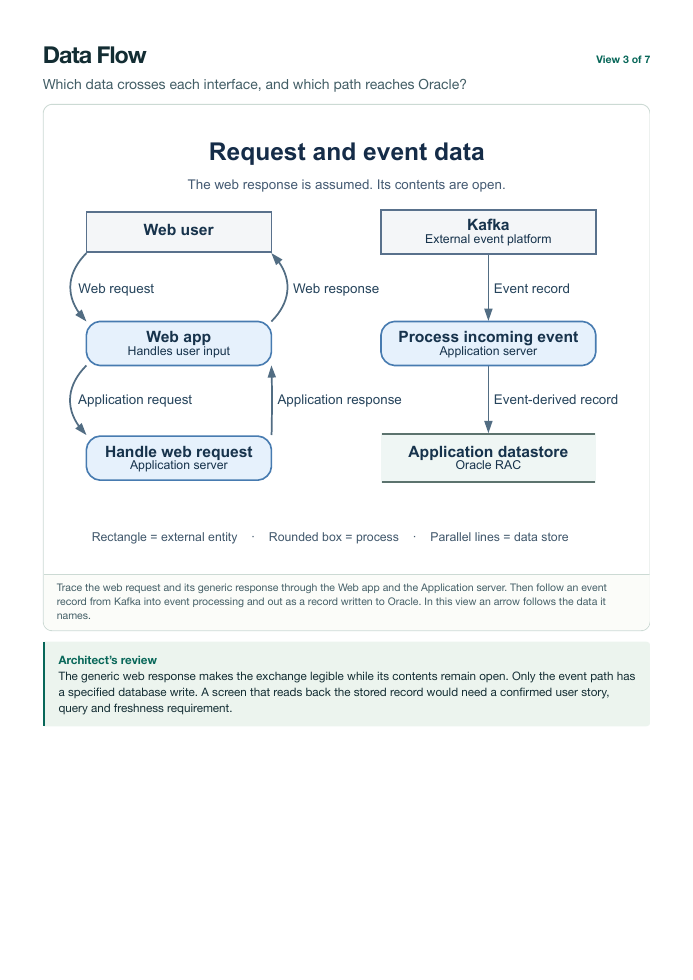 Data Flow
View 3 of 7
Which data crosses each interface, and which path reaches Oracle?
Request and event data
The web response is assumed. Its contents are open.
Web user
Kafka
External event platform
Web request
Web response
Event record
Web app
Handles user input
Process incoming event
Application server
Application request
Application response
Event-derived record
Handle web request
Application server
Application datastore
Oracle RAC
Rectangle = external entity · Rounded box = process · Parallel lines = data store
Trace the web request and its generic response through the Web app and the Application server. Then follow an event
record from Kafka into event processing and out as a record written to Oracle. In this view an arrow follows the data it
names.
Architect's review
The generic web response makes the exchange legible while its contents remain open. Only the event path has
a specified database write. A screen that reads back the stored record would need a confirmed user story,
query and freshness requirement.